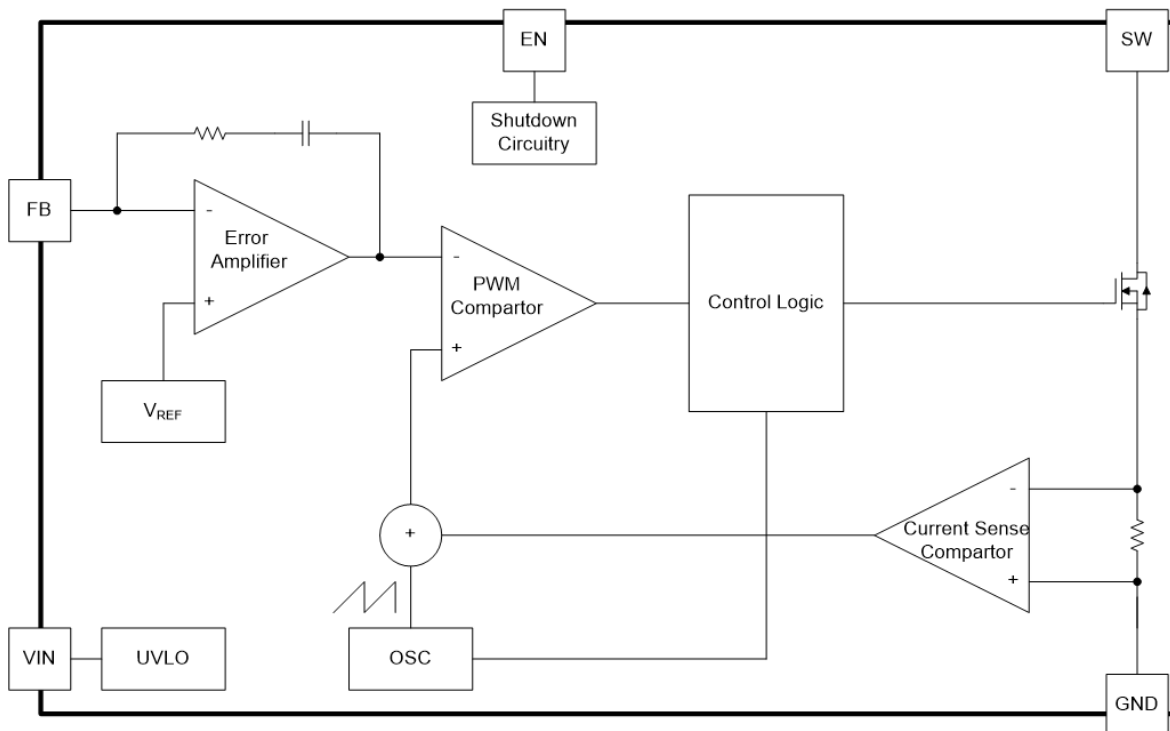 EN
SW
Shutdown
Circuitry
FB
-
Error
Amplifier
+
-
PWM
Compartor
+
Control Logic
VREF
-
Current Sense
Compartor
+
+
VIN
UVLO
OSC
GND